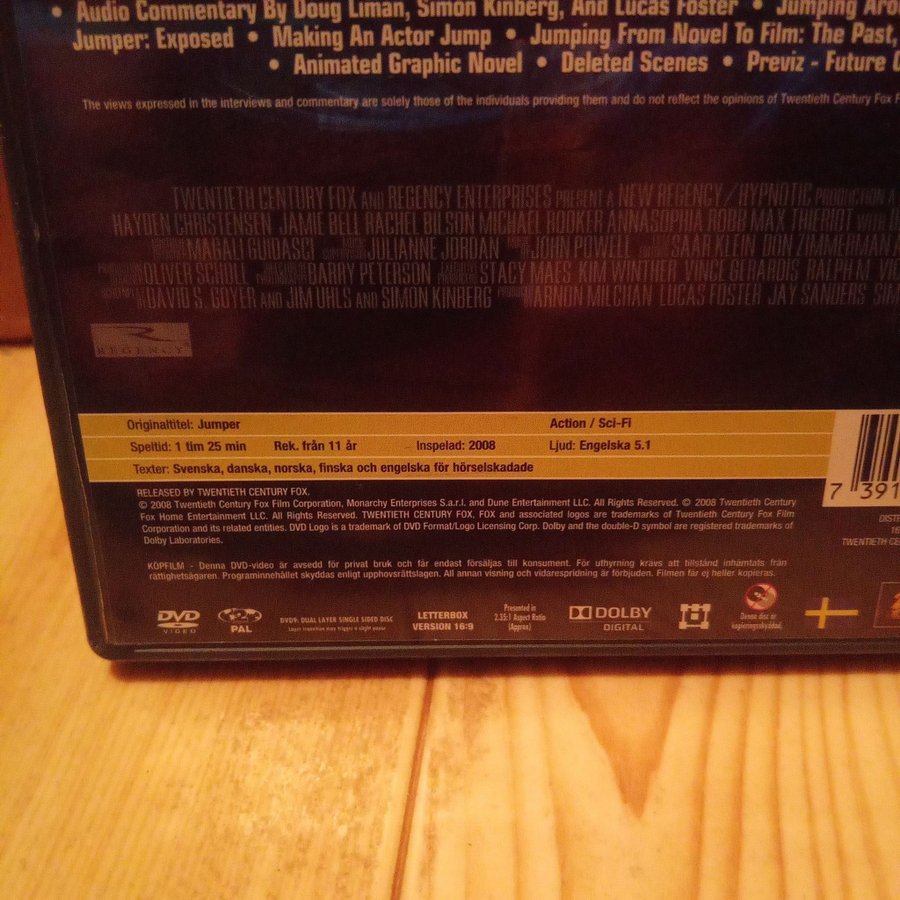 • Audio Commentary By Doug Liman, Simon Kinberg, And Lucas Foster • Jumping
Jumper: Exposed • Making An Actor Jump • Jumping From Novel To Film: The Past,
• Animated Graphic Novel • Deleted Scenes • Previz - Future
The views expressed in the interviews and commentary are solely those of the individuals providing them and do not reflect the opinions of Twentieth Century Fox
TWENTIETH CENTURY FOX AND REGENCY ENTERPRISES PRESENT A NEW REGENCY / HYPNOTIC PRODUCTION A
HAYDEN CHRISTENSEN JAMIE BELL RACHEL BILSON MICHAEL ROOKER ANNASOPHIA ROBB MAX THIERIOT WITH
MAGALI GUIDASCI JULIANNE JORDAN JOHN POWELL SAAR KLEIN DON ZIMMERMAN
OLIVER SCHOLL BARRY PETERSON STACY MAES KIM WINTHER VINCE GERARDIS RALPH M.
DAVID S. GOYER AND JIM UHLS AND SIMON KINBERG ARNON MILCHAN LUCAS FOSTER JAY SANDERS
R
REGENCY
Originaltitel: Jumper Action / Sci-Fi
Speltid: 1 tim 25 min Rek. från 11 år Inspelad: 2008 Ljud: Engelska 5.1
Texter: Svenska, danska, norska, finska och engelska för hörselskadade
7 391
RELEASED BY TWENTIETH CENTURY FOX.
© 2008 Twentieth Century Fox Film Corporation, Monarchy Enterprises S.a.r.l. and Dune Entertainment LLC. All Rights Reserved. © 2008 Twentieth Century
Fox Home Entertainment LLC. All Rights Reserved. TWENTIETH CENTURY FOX, FOX and associated logos are trademarks of Twentieth Century Fox Film
Corporation and its related entities. DVD Logo is a trademark of DVD Format/Logo Licensing Corp. Dolby and the double-D symbol are registered trademarks of
Dolby Laboratories.
TWENTIETH
KÖPFILM - Denna DVD-video är avsedd för privat bruk och får endast försäljas till konsument. För uthyrning krävs att tillstånd inhämtats från
rättighetsägaren. Programinnehållet skyddas enligt upphovsrättslagen. All annan visning och vidarespridning är förbjuden. Filmen får ej heller kopieras.
DVD VIDEO
PAL
DVD9: DUAL LAYER SINGLE SIDED DISC
Layer transition may trigger a slight pause
LETTERBOX
VERSION 16:9
Presented in
2.35:1 Aspect Ratio
(Approx)
DOLBY
DIGITAL
Denna disc är
kopieringsskyddad.